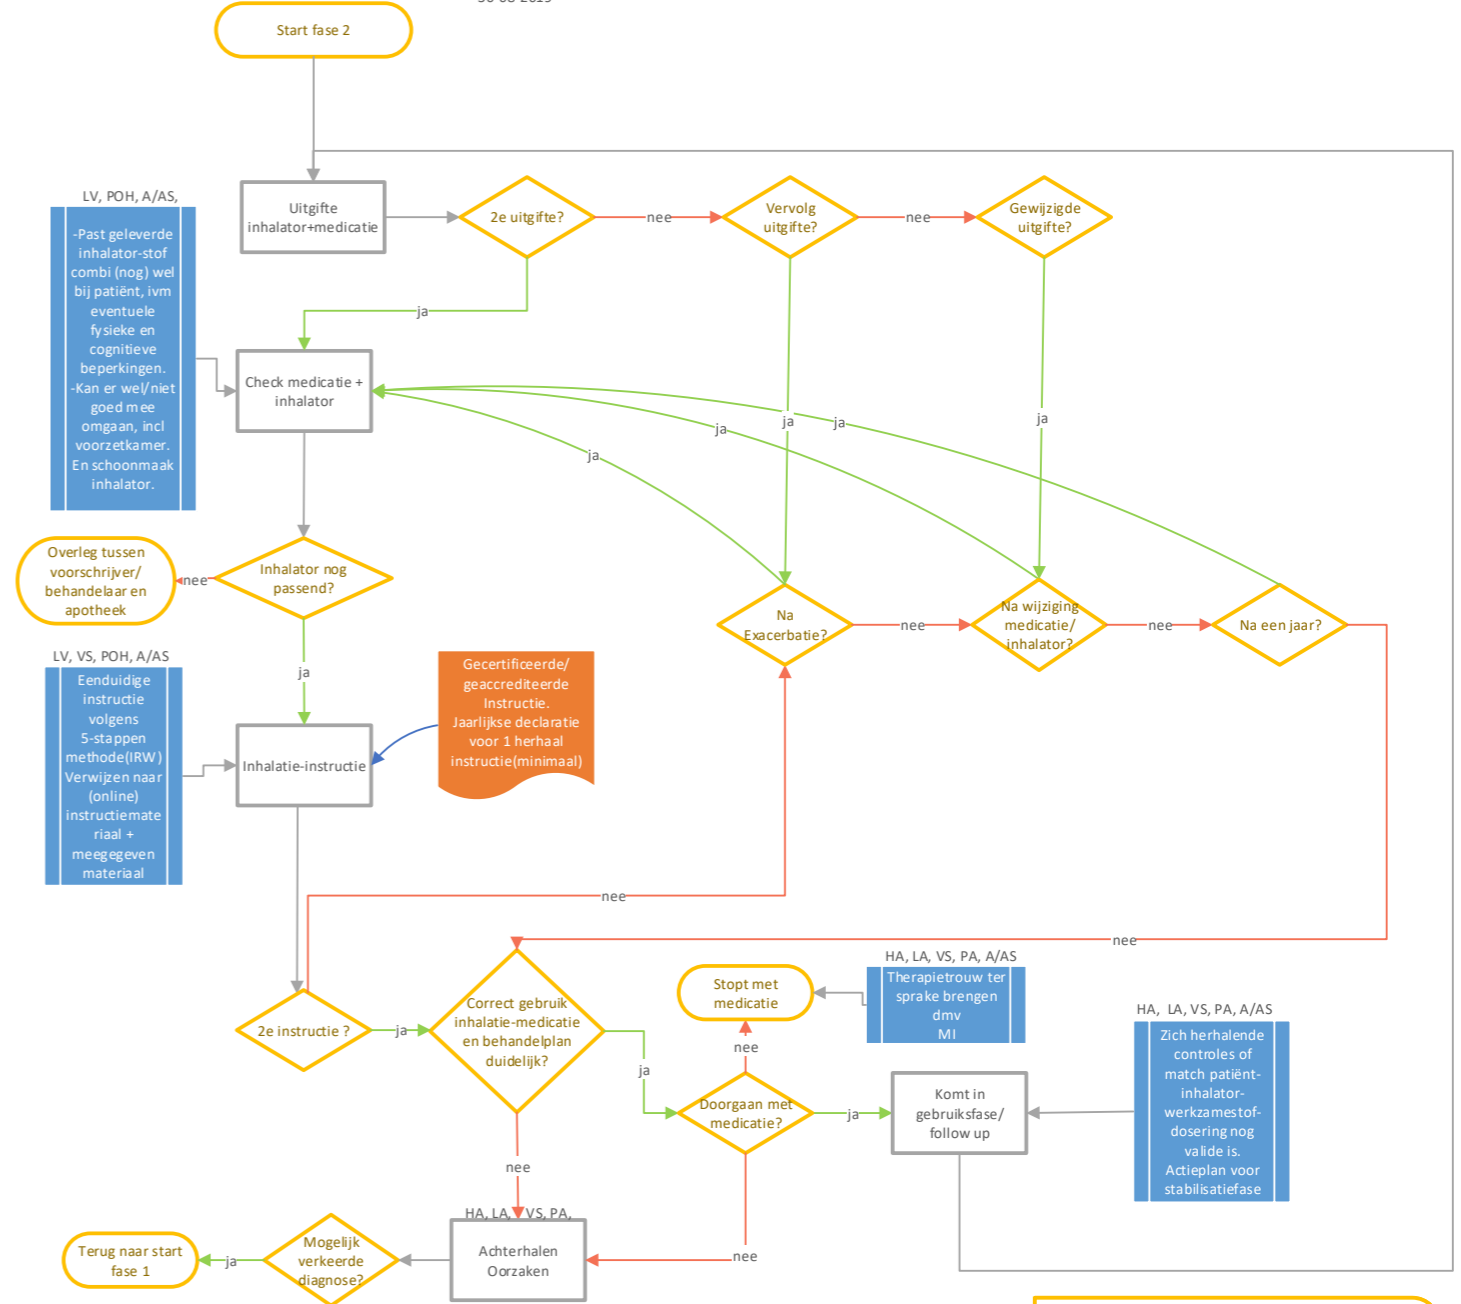 Start fase 2
LV, POH, A/AS,
-Past geleverde
inhalator-stof
combi (nog) wel
bij patiënt, ivm
eventuele
fysieke en
cognitieve
beperkingen.
-Kan er wel/niet
goed mee
omgaan, incl
voorzetkamer.
En schoonmaak
inhalator.
Uitgifte
inhalator+medicatie
2e uitgifte?
nee
Vervolg
uitgifte?
nee
Gewijzigde
uitgifte?
ja
Check medicatie +
inhalator
ja
ja
ja
ja
ja
Overleg tussen
voorschrijver/
behandelaar en
apotheek
nee
Inhalator nog
passend?
ja
Na
Exacerbatie?
nee
Na wijziging
medicatie/
inhalator?
nee
Na een jaar?
LV, VS, POH, A/AS
Eenduidige
instructie
volgens
5-stappen
methode(IRW)
Verwijzen naar
(online)
instructiemate
riaal +
meegegeven
materiaal
Inhalatie-instructie
Gecertificeerde/
geaccrediteerde
Instructie.
Jaarlijkse declaratie
voor 1 herhaal
instructie(minimaal)
nee
nee
2e instructie ?
ja
Correct gebruik
inhalatie-medicatie
en behandelplan
duidelijk?
ja
nee
Stopt met
medicatie
HA, LA, VS, PA, A/AS
Therapietrouw ter
sprake brengen
dmv
MI
nee
Doorgaan met
medicatie?
ja
Komt in
gebruiksfase/
follow up
HA, LA, VS, PA, A/AS
Zich herhalende
controles of
match patiënt-
inhalator-
werkzamestof-
dosering nog
valide is.
Actieplan voor
stabilisatiefase
nee
HA, LA, VS, PA,
Achterhalen
Oorzaken
Mogelijk
verkeerde
diagnose?
ja
Terug naar start
fase 1